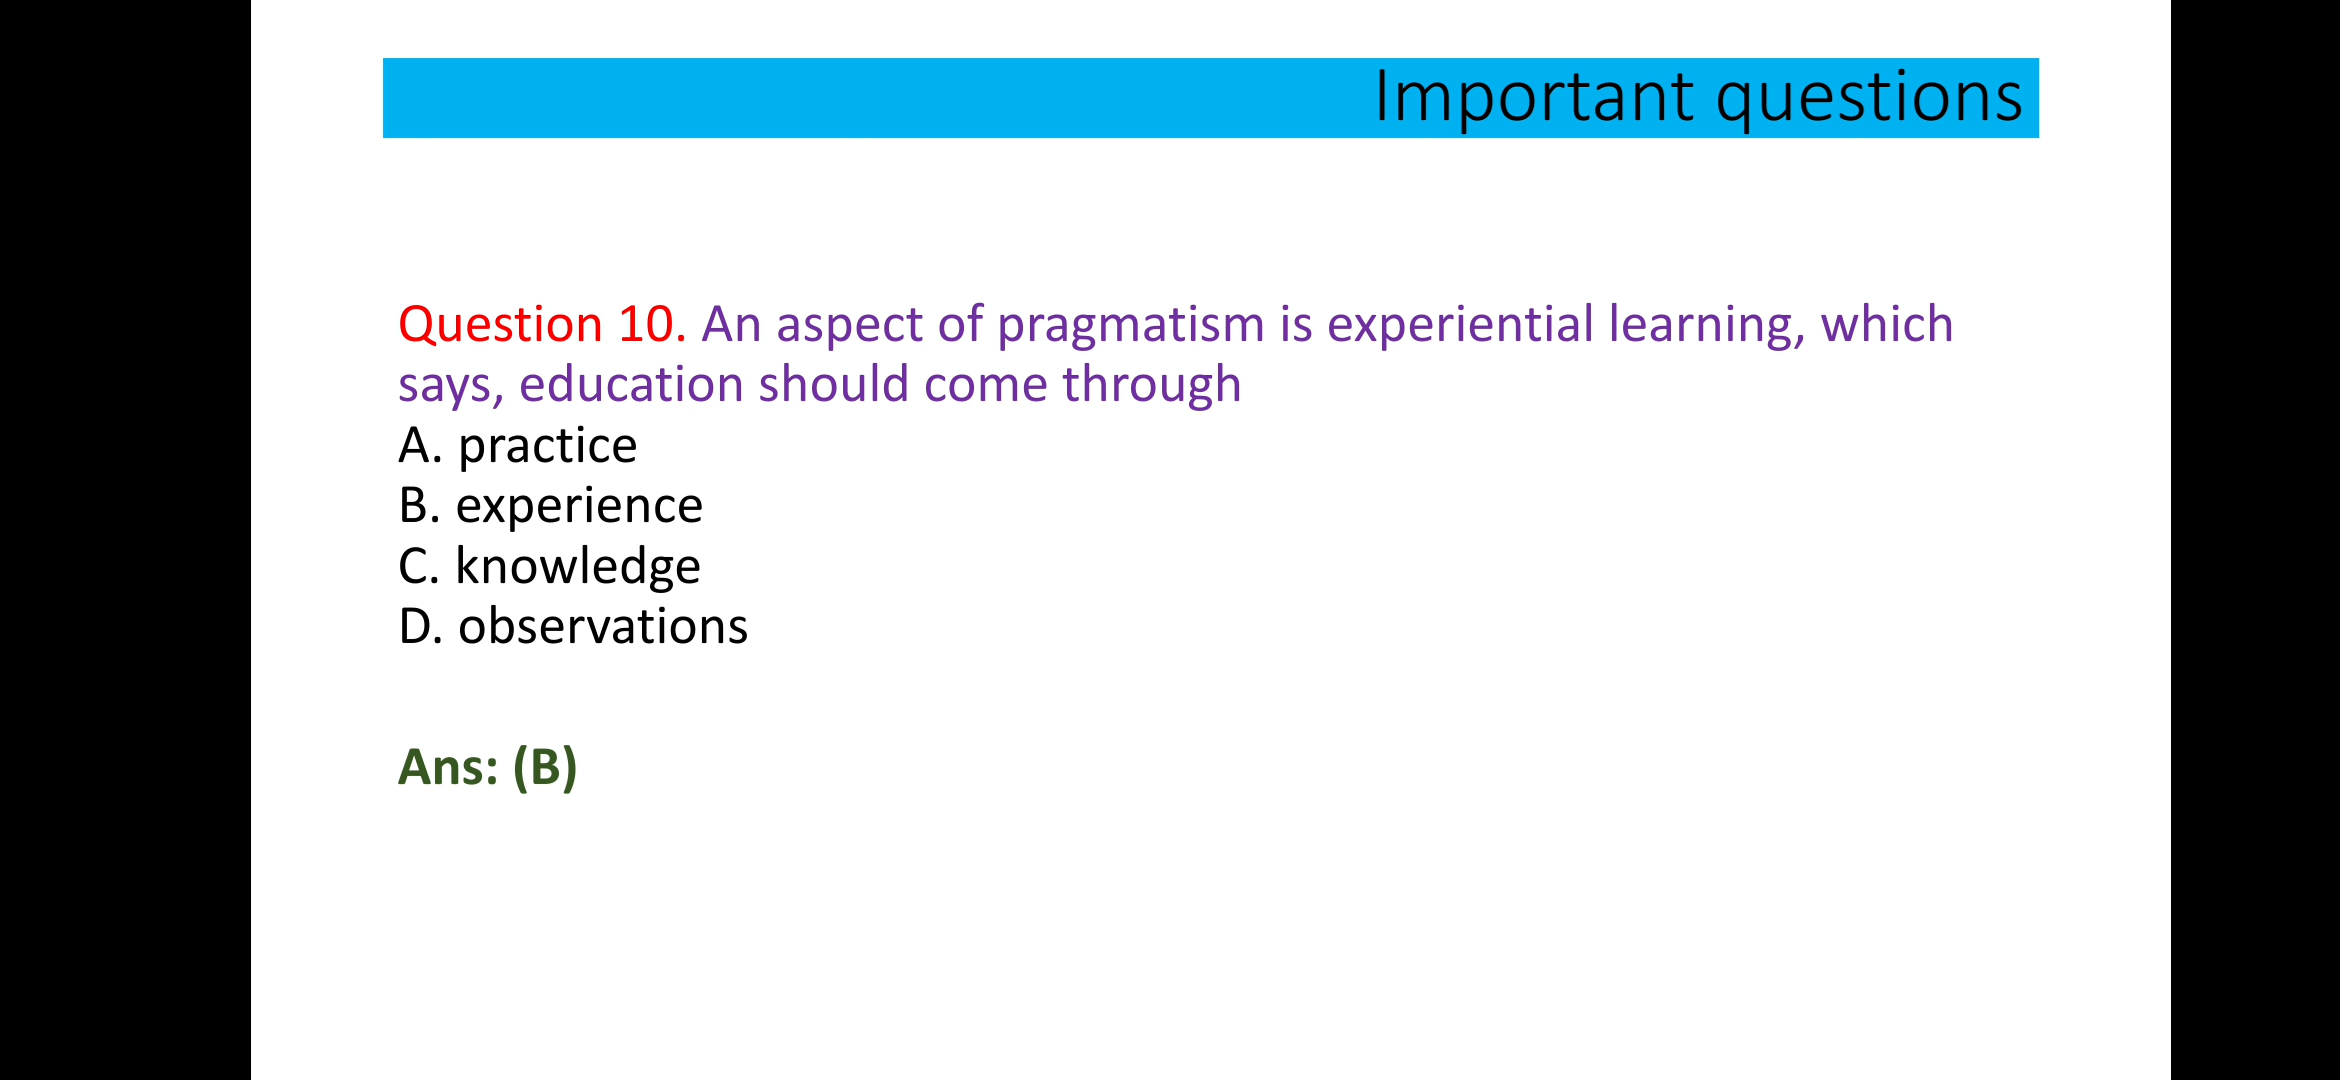 Important questions
Question 10. An aspect of pragmatism is experiential learning, which
says, education should come through
A. practice
B. experience
C. knowledge
D. observations
Ans: (B)